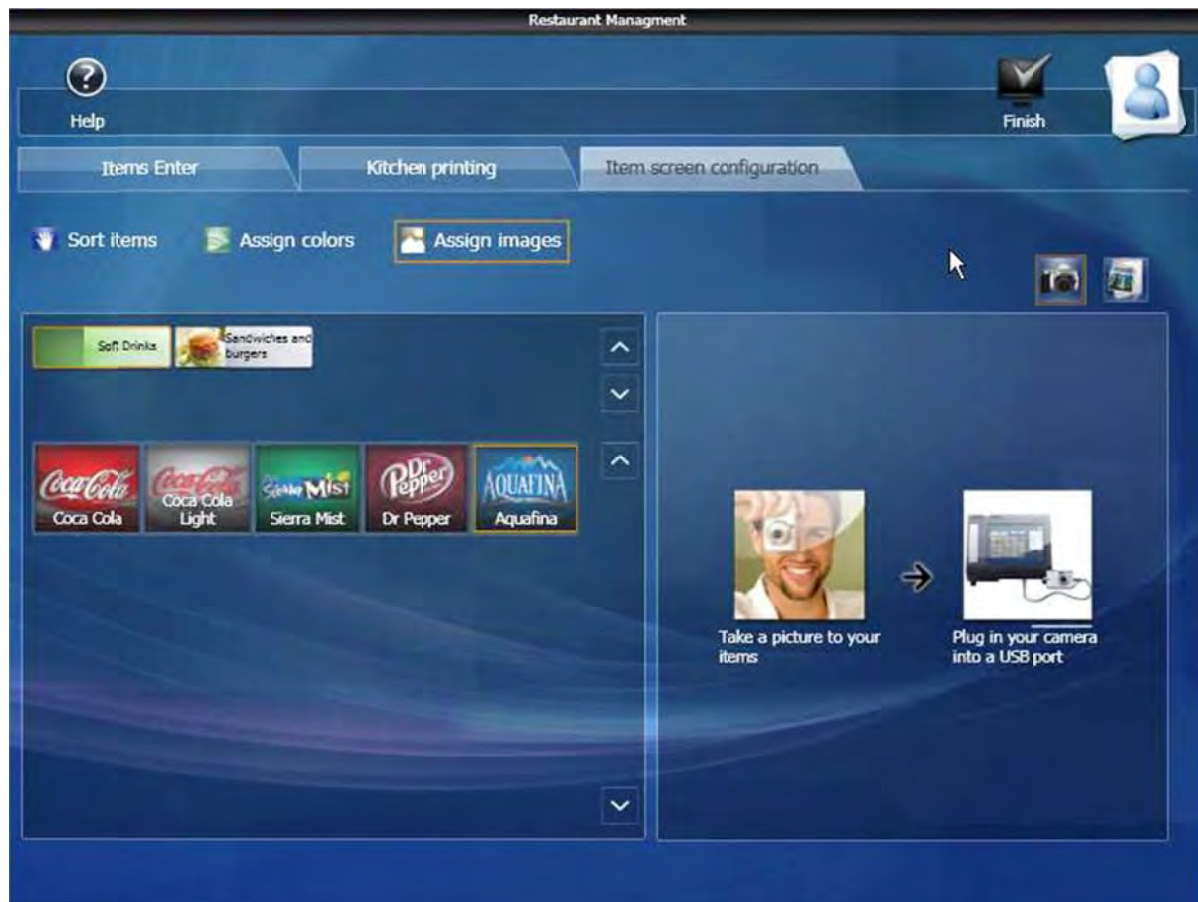 Restaurant Managment
Help
Finish
Items Enter
Kitchen printing
Item screen configuration
Sort items
Assign colors
Assign images
Soft Drinks
Sandwiches and
burgers
Coca Cola
Coca Cola
Sierra Mist
Dr
Pepper
AQUAFINA
Coca Cola
Coca Cola
Light
Sierra Mist
Dr Pepper
Aquafina
Take a picture to your
items
Plug in your camera
into a USB port